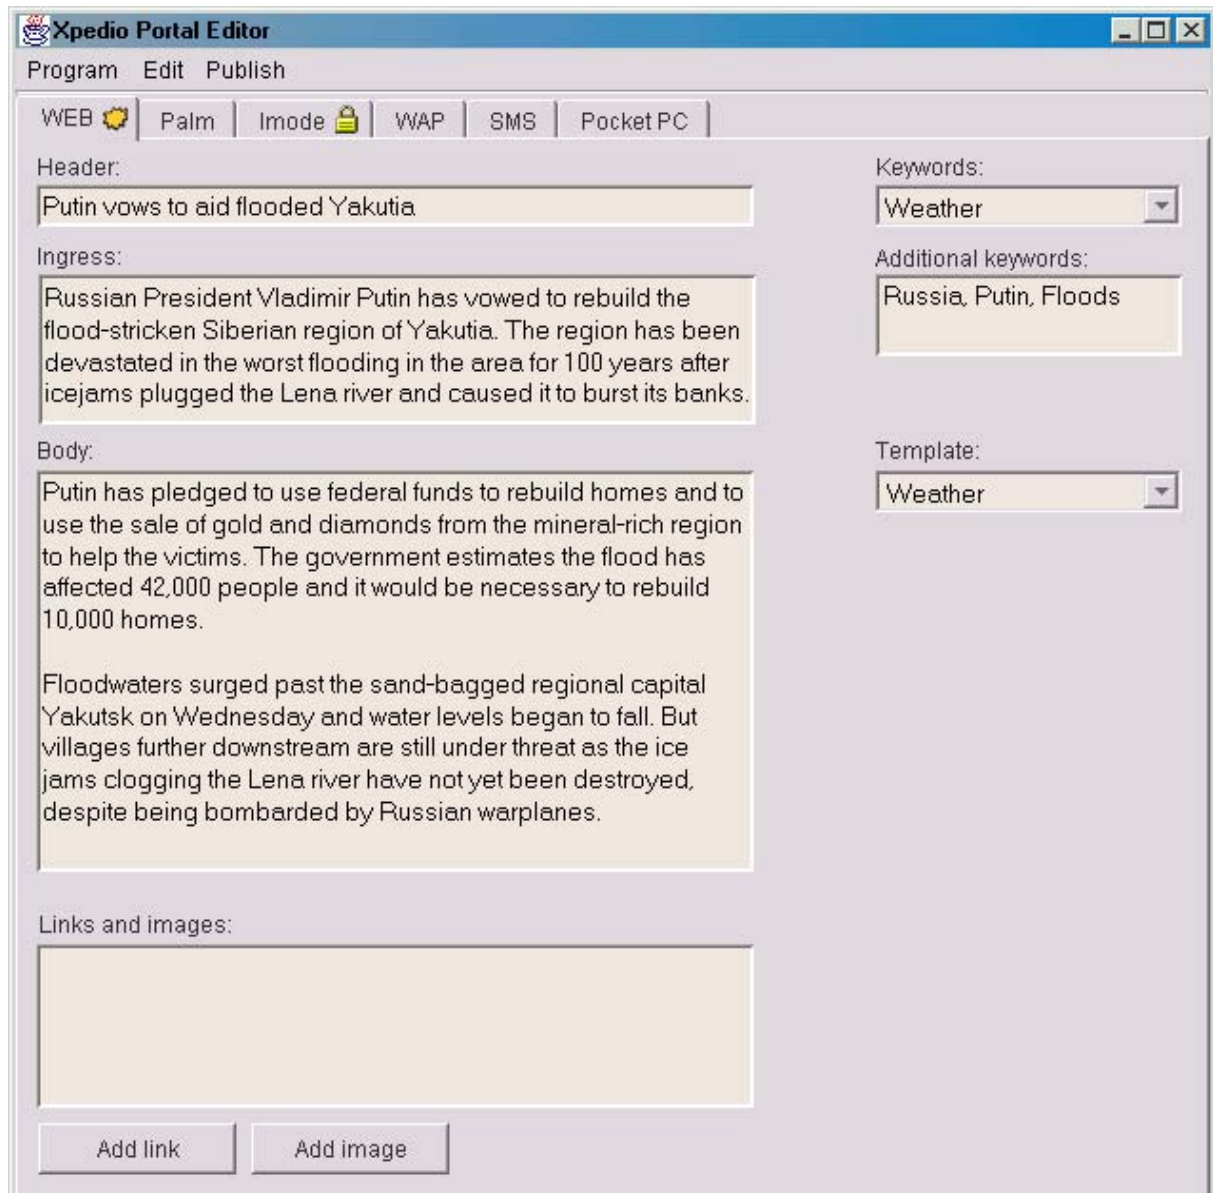 Xpedio Portal Editor
Program Edit Publish
WEB Palm Imode WAP SMS Pocket PC
Header:
Putin vows to aid flooded Yakutia
Keywords:
Weather
Ingress:
Russian President Vladimir Putin has vowed to rebuild the
flood-stricken Siberian region of Yakutia. The region has been
devastated in the worst flooding in the area for 100 years after
icejams plugged the Lena river and caused it to burst its banks.
Additional keywords:
Russia, Putin, Floods
Body:
Putin has pledged to use federal funds to rebuild homes and to
use the sale of gold and diamonds from the mineral-rich region
to help the victims. The government estimates the flood has
affected 42,000 people and it would be necessary to rebuild
10,000 homes.
Floodwaters surged past the sand-bagged regional capital
Yakutsk on Wednesday and water levels began to fall. But
villages further downstream are still under threat as the ice
jams clogging the Lena river have not yet been destroyed,
despite being bombarded by Russian warplanes.
Template:
Weather
Links and images:
Add link Add image